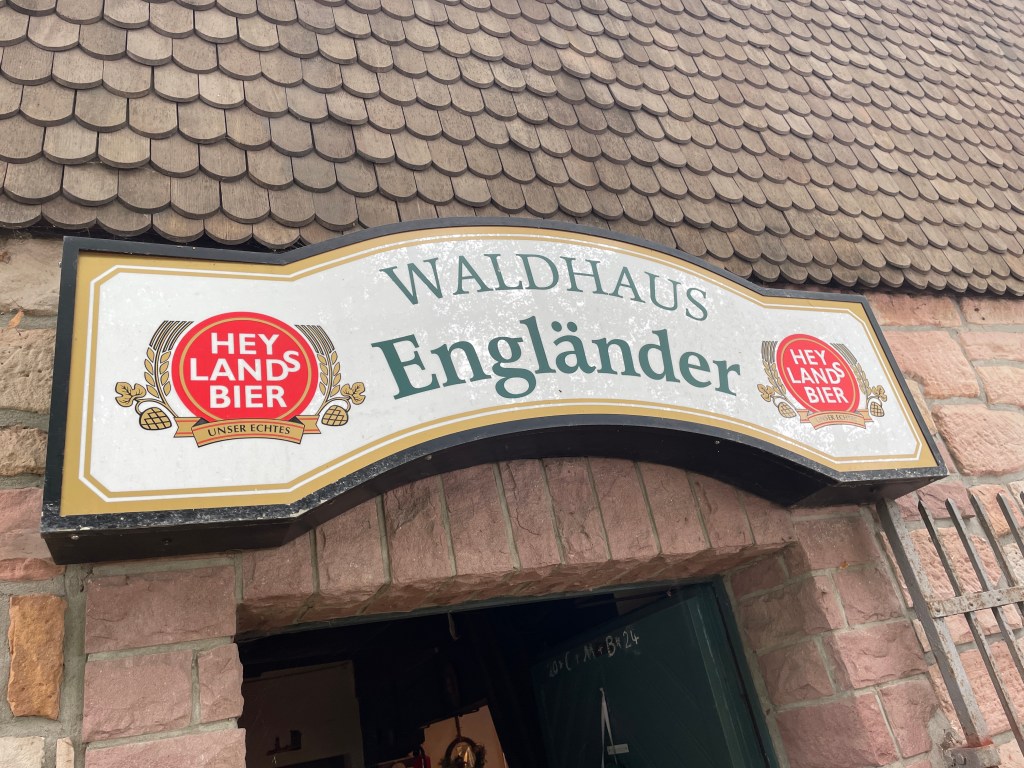 WALDHAUS
Engländer
HEY
LANDS
BIER
UNSER ECHTES
HEY
LANDS
BIER
20*C+M+B*24